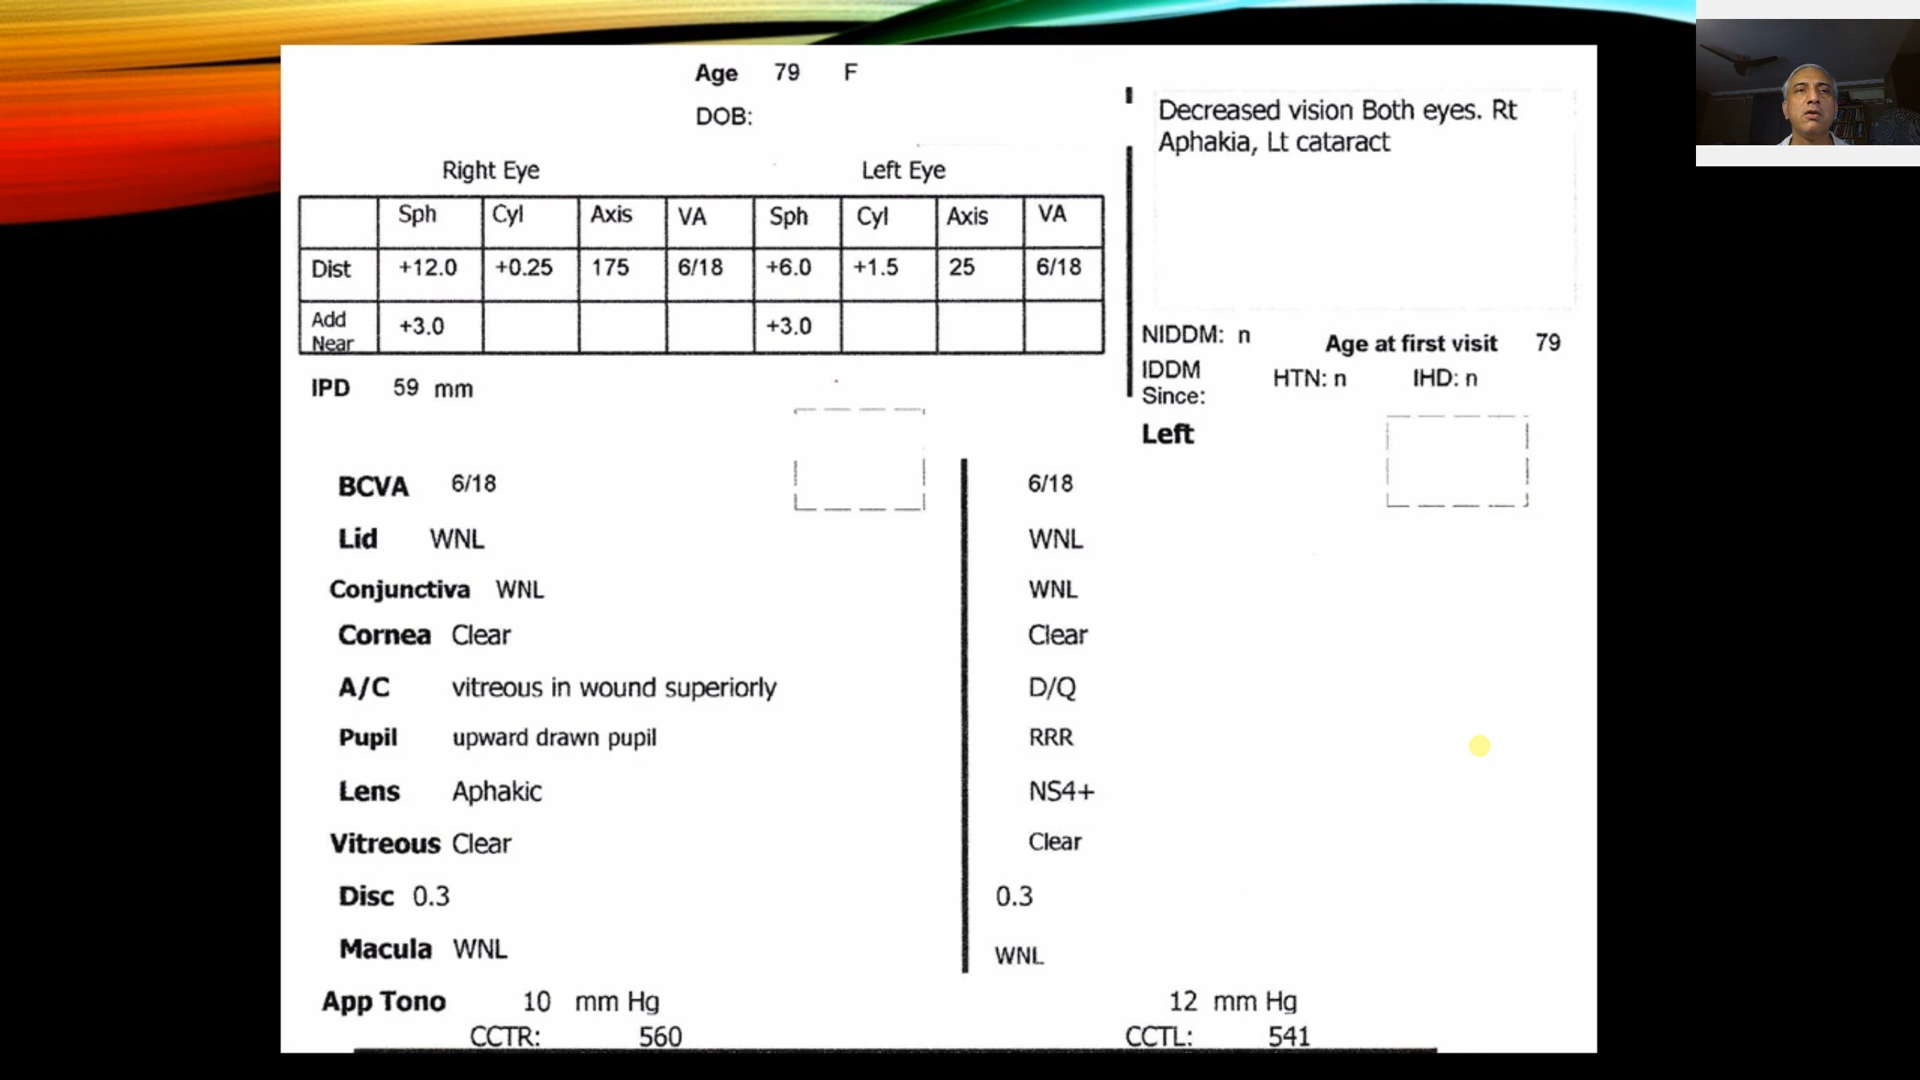 Age 79 F
DOB:
Decreased vision Both eyes. Rt
Aphakia, Lt cataract
Right Eye Left Eye
Sph Cyl Axis VA Sph Cyl Axis VA
Dist +12.0 +0.25 175 6/18 +6.0 +1.5 25 6/18
Add
Near +3.0 +3.0
IPD 59 mm
NIDDM: n Age at first visit 79
IDDM HTN: n IHD: n
Since:
Left
BCVA 6/18 6/18
Lid WNL WNL
Conjunctiva WNL WNL
Cornea Clear Clear
A/C vitreous in wound superiorly D/Q
Pupil upward drawn pupil RRR
Lens Aphakic NS4+
Vitreous Clear Clear
Disc 0.3 0.3
Macula WNL WNL
App Tono 10 mm Hg 12 mm Hg
CCTR: 560 CCTL: 541